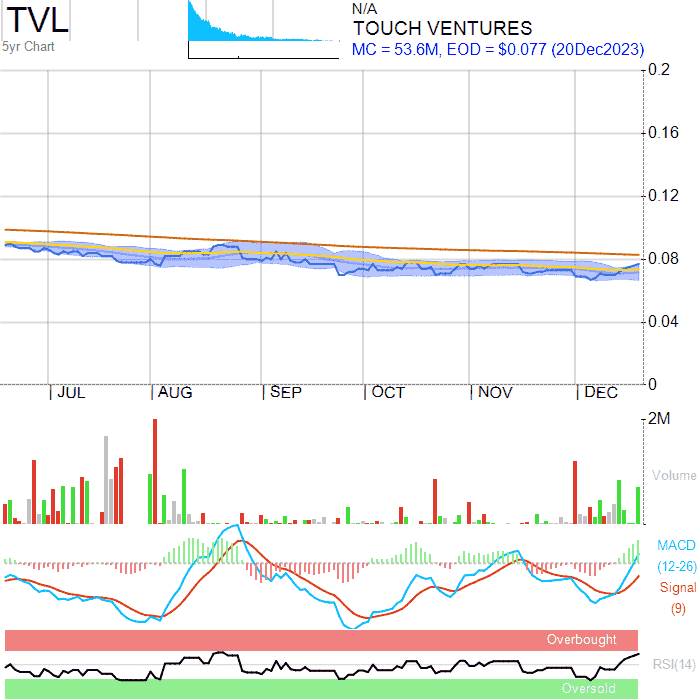 TVL
5yr Chart
N/A
TOUCH VENTURES
MC = 53.6M, EOD = $0.077 (20Dec2023)
0.2
0.16
0.12
0.08
0.04
0
JUL AUG SEP OCT NOV DEC
2M
Volume
MACD
(12-26)
Signal
(9)
Overbought
RSI(14)
Oversold